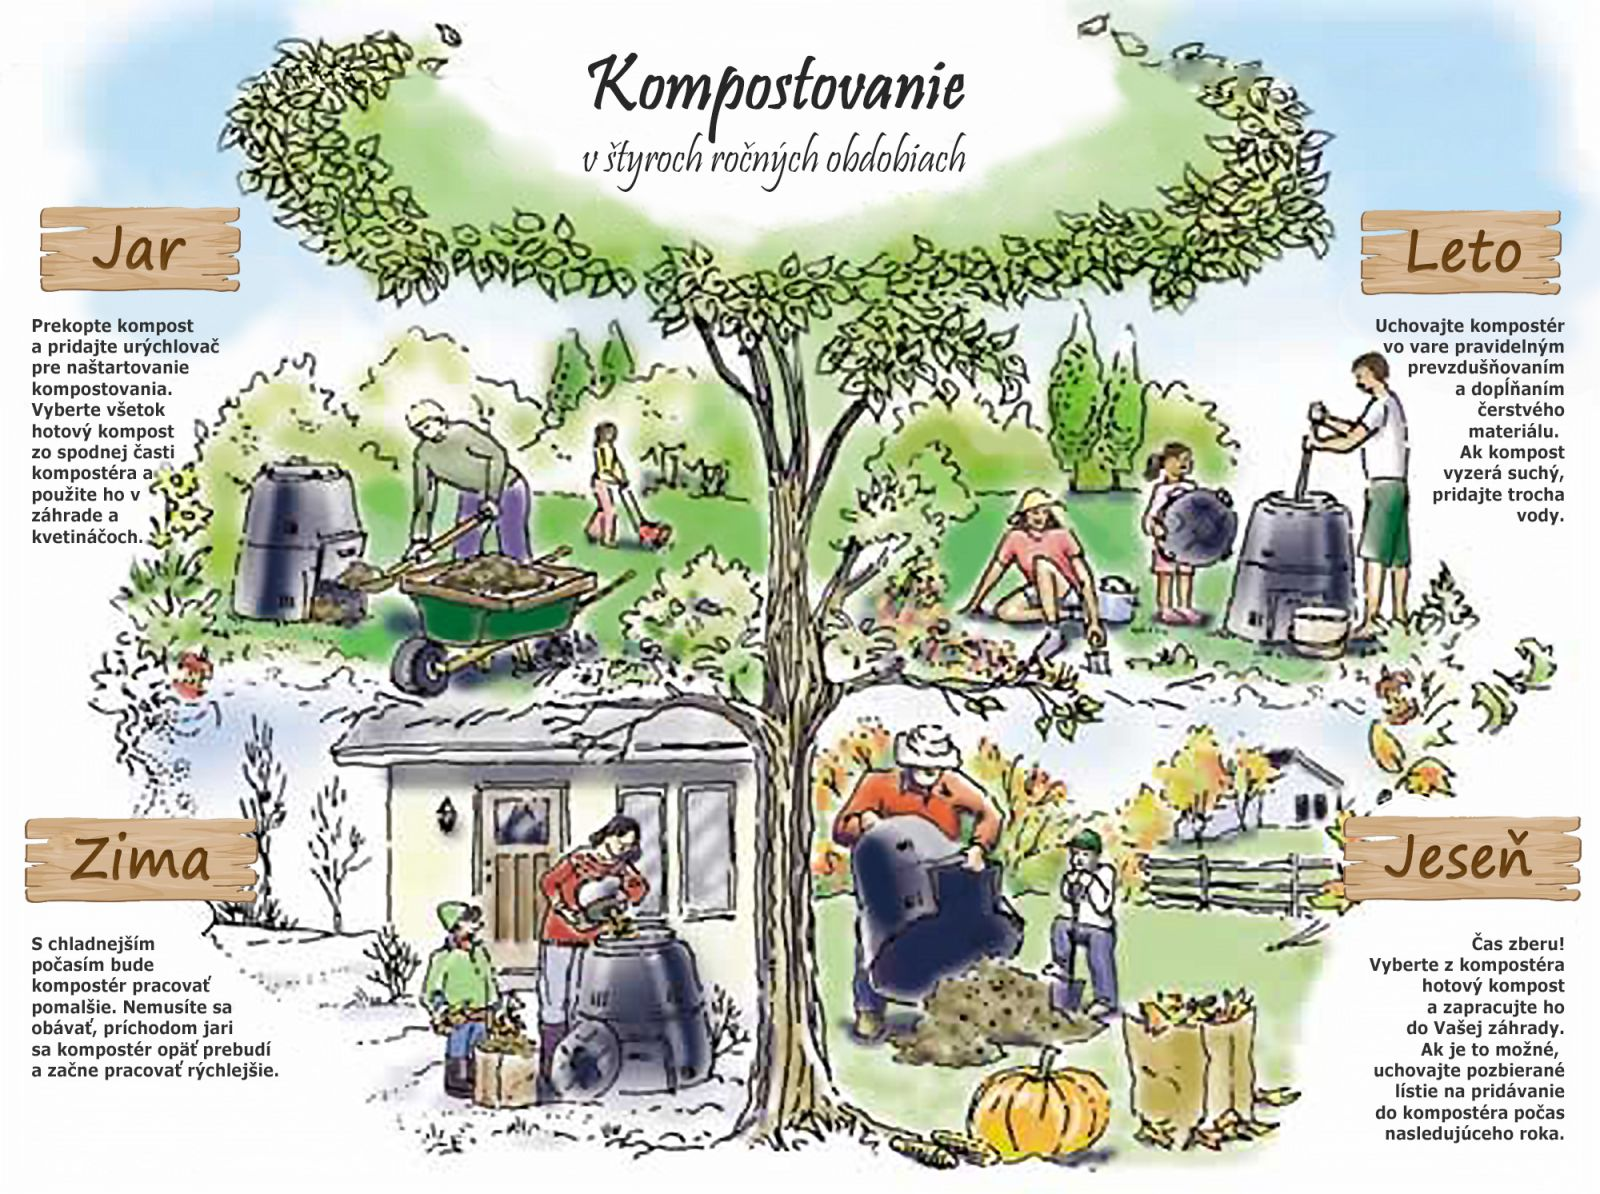 Kompostovanie
v štyroch ročných obdobiach
Jar
Prekopte kompost
a pridajte urýchlovač
pre naštartovanie
kompostovania.
Vyberte všetok
hotový kompost
zo spodnej časti
kompostéra a
použite ho v
záhrade a
kvetináčoch.
Leto
Uchovajte kompostér
vo vare pravidelným
prevzdušňovaním
a dopĺňaním
čerstvého
materiálu.
Ak kompost
vyzerá suchý,
pridajte trocha
vody.
Zima
S chladnejším
počasím bude
kompostér pracovať
pomalšie. Nemusíte sa
obávať, príchodom jari
sa kompostér opäť prebudí
a začne pracovať rýchlejšie.
Jeseň
Čas zberu!
Vyberte z kompostéra
hotový kompost
a zapracujte ho
do Vašej záhrady.
Ak je to možné,
uchovajte pozbierané
lístie na pridávanie
do kompostéra počas
nasledujúceho roka.